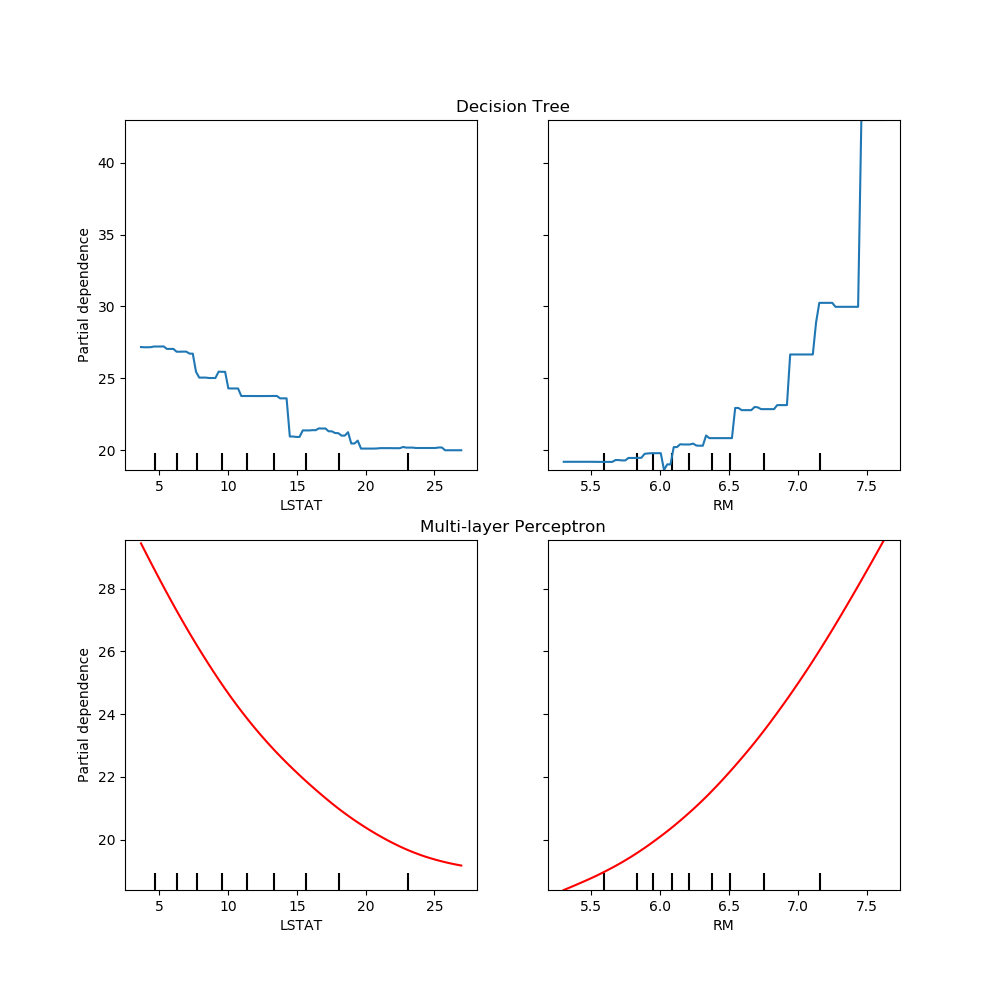 Decision Tree
Partial dependence
40
35
30
25
20
5 10 15 20 25
LSTAT
5.5 6.0 6.5 7.0 7.5
RM
Multi-layer Perceptron
Partial dependence
28
26
24
22
20
5 10 15 20 25
LSTAT
5.5 6.0 6.5 7.0 7.5
RM